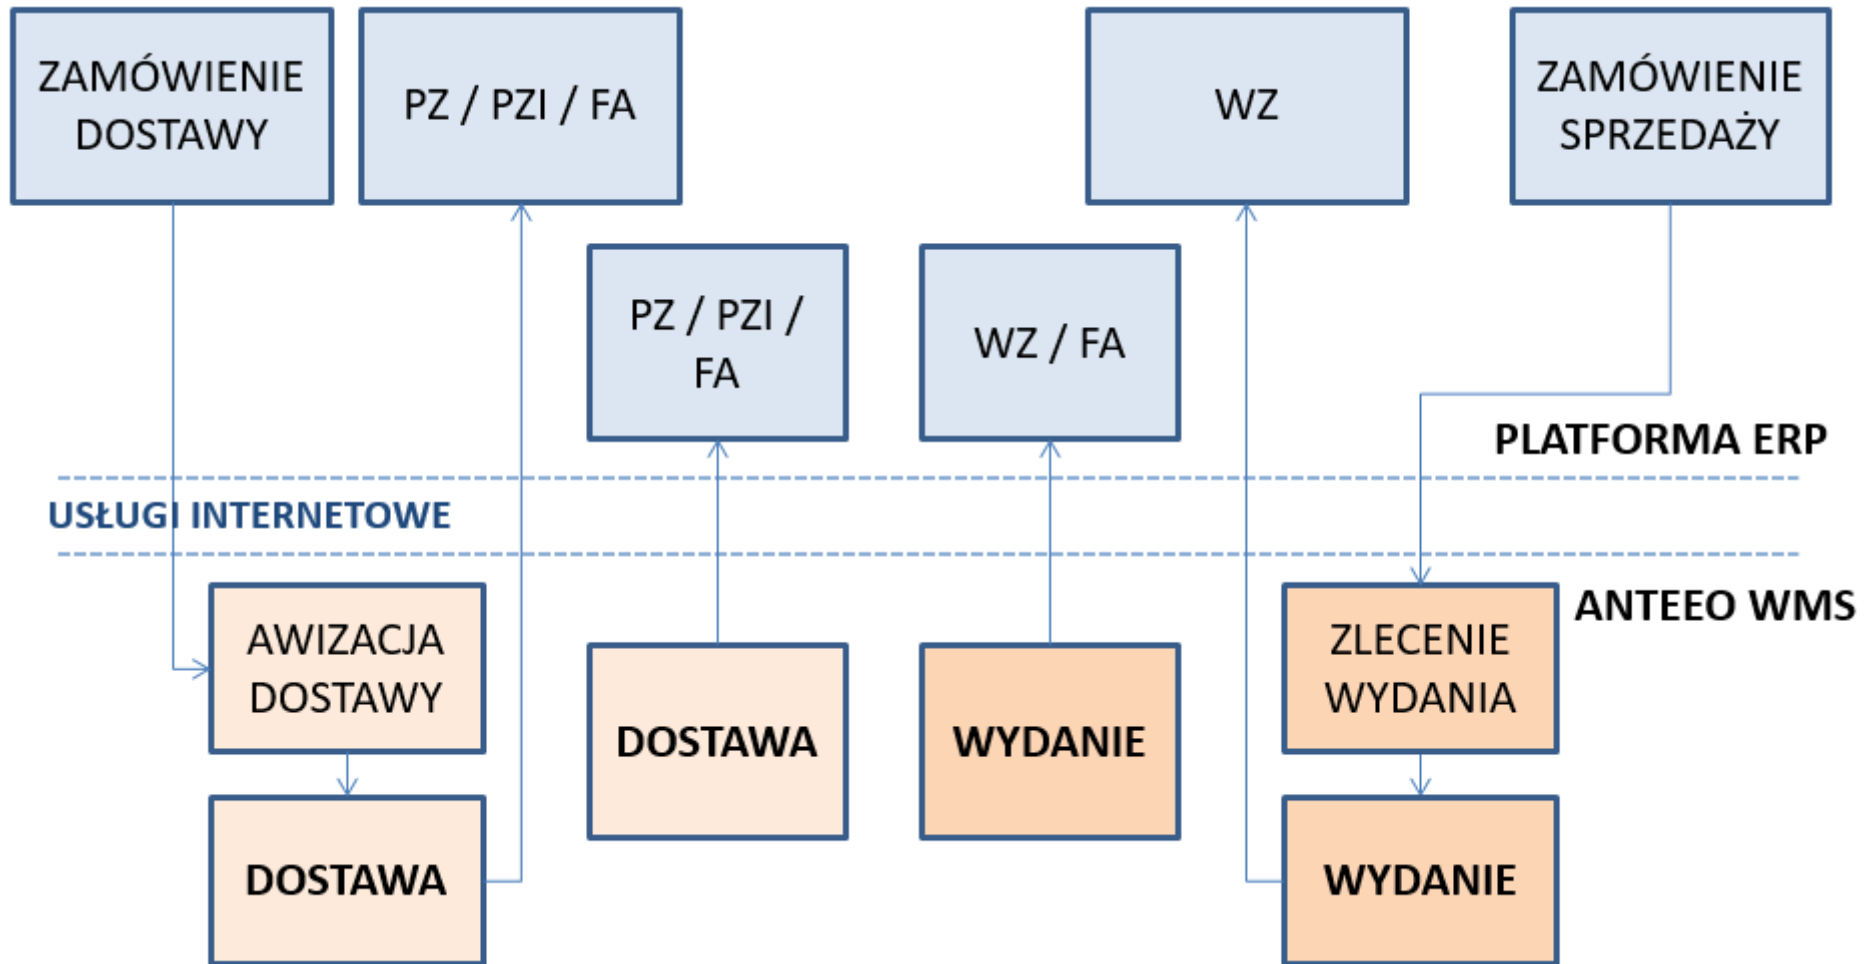 ZAMÓWIENIE
DOSTAWY
PZ / PZI / FA
WZ
ZAMÓWIENIE
SPRZEDAŻY
PZ / PZI /
FA
WZ / FA
PLATFORMA ERP
USŁUGI INTERNETOWE
ANTEEO WMS
AWIZACJA
DOSTAWY
DOSTAWA
WYDANIE
ZLECENIE
WYDANIA
DOSTAWA
WYDANIE